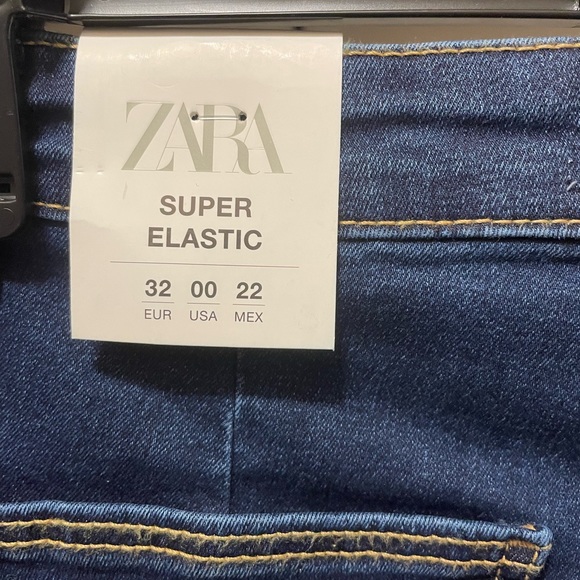 ZARA
SUPER
ELASTIC
32 00 22
EUR USA MEX